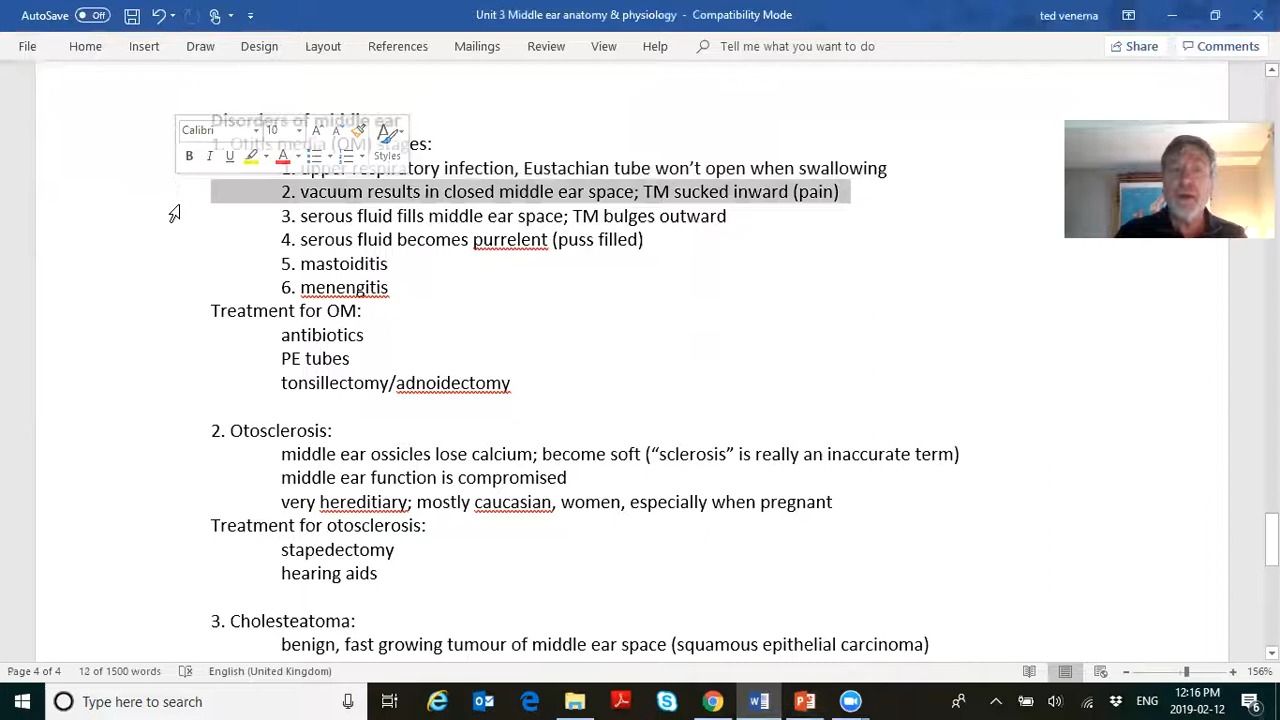 AutoSave Off Unit 3 Middle ear anatomy & physiology - Compatibility Mode ted venema
File Home Insert Draw Design Layout References Mailings Review View Help Tell me what you want to do Share Comments
Disorders of middle ear
Calibri 10
1. Otitis media (OM) stages:
B I U A Styles
1. upper respiratory infection, Eustachian tube won’t open when swallowing
2. vacuum results in closed middle ear space; TM sucked inward (pain)
3. serous fluid fills middle ear space; TM bulges outward
4. serous fluid becomes purrelent (puss filled)
5. mastoiditis
6. menengitis
Treatment for OM:
antibiotics
PE tubes
tonsillectomy/adnoidectomy
2. Otosclerosis:
middle ear ossicles lose calcium; become soft (“sclerosis” is really an inaccurate term)
middle ear function is compromised
very hereditiary; mostly caucasian, women, especially when pregnant
Treatment for otosclerosis:
stapedectomy
hearing aids
3. Cholesteatoma:
benign, fast growing tumour of middle ear space (squamous epithelial carcinoma)
Page 4 of 4 12 of 1500 words English (United Kingdom) 156%
Type here to search ENG 12:16 PM
2019-02-12 6